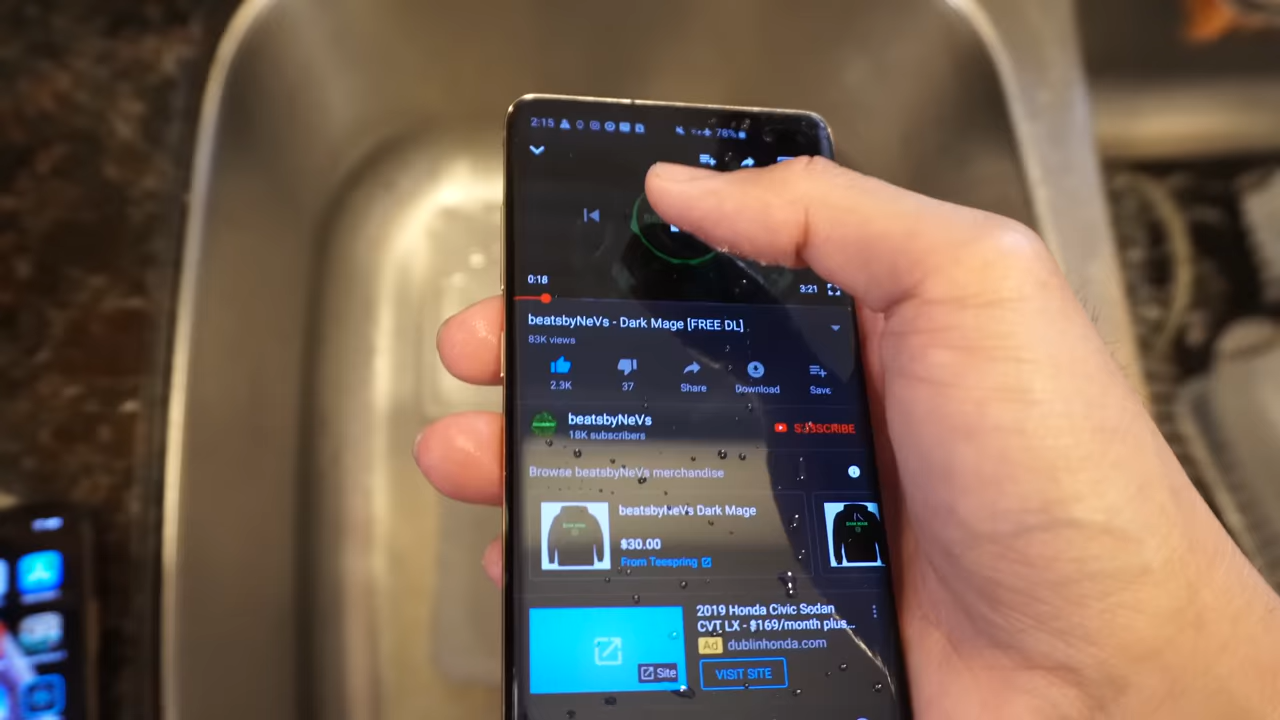 2:15
78%
0:18
3:21
beatsbyNeVs - Dark Mage [FREE DL]
83K views
2.3K
37
Share
Download
Save
beatsbyNeVs
18K subscribers
SUBSCRIBE
Browse beatsbyNeVs merchandise
beatsbyNeVs Dark Mage
$30.00
From Teespring
2019 Honda Civic Sedan
CVT LX - $169/month plus...
Ad dublinhonda.com
Site
VISIT SITE